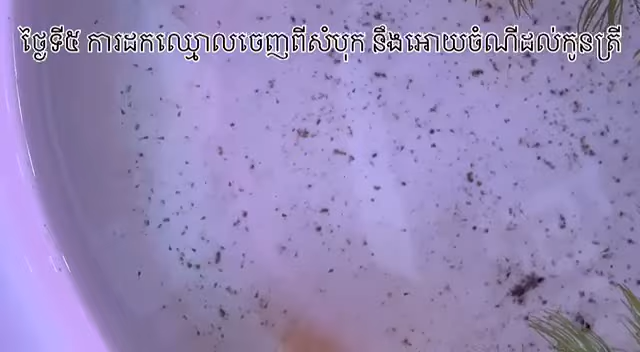 ថ្ងៃទី៥ ការដកឈ្មោលចេញពីសំបុក នឹងអោយចំណីដល់កូនត្រី